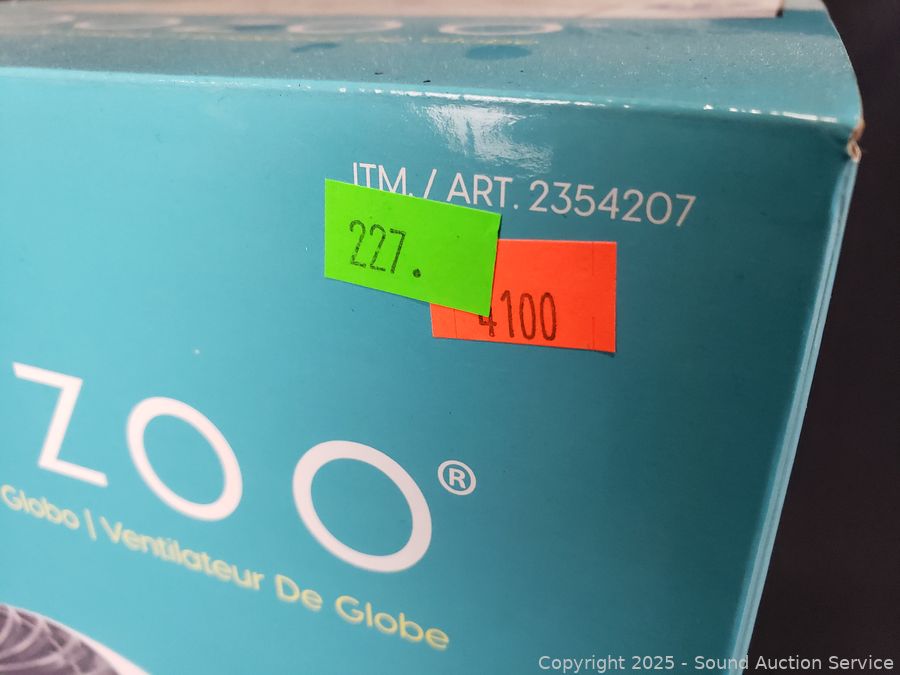 ITM. / ART. 2354207
227.
4100
ZOO®
Globo | Ventilateur De Globe
Copyright 2025 - Sound Auction Service